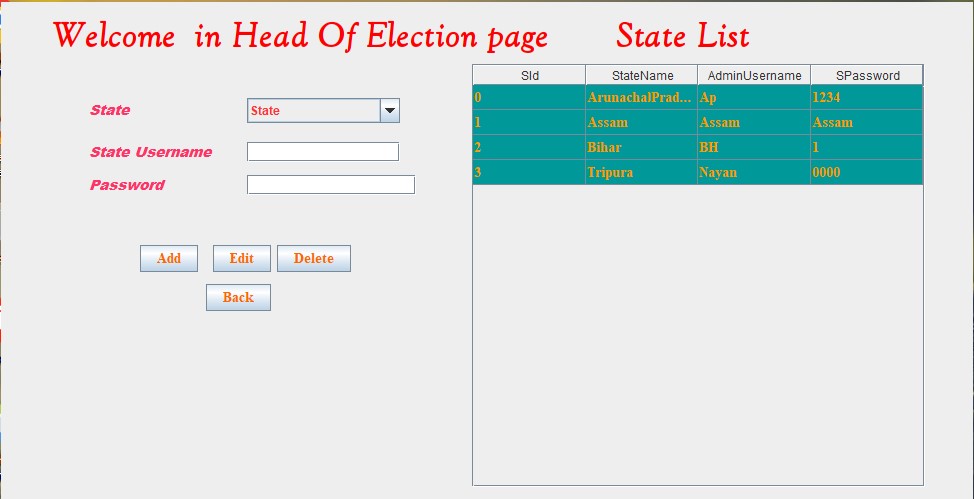 Welcome in Head Of Election page
State List
State
State
State Username
Password
Add Edit Delete
Back
SId StateName AdminUsername SPassword
0 ArunachalPrad... Ap 1234
1 Assam Assam Assam
2 Bihar BH 1
3 Tripura Nayan 0000